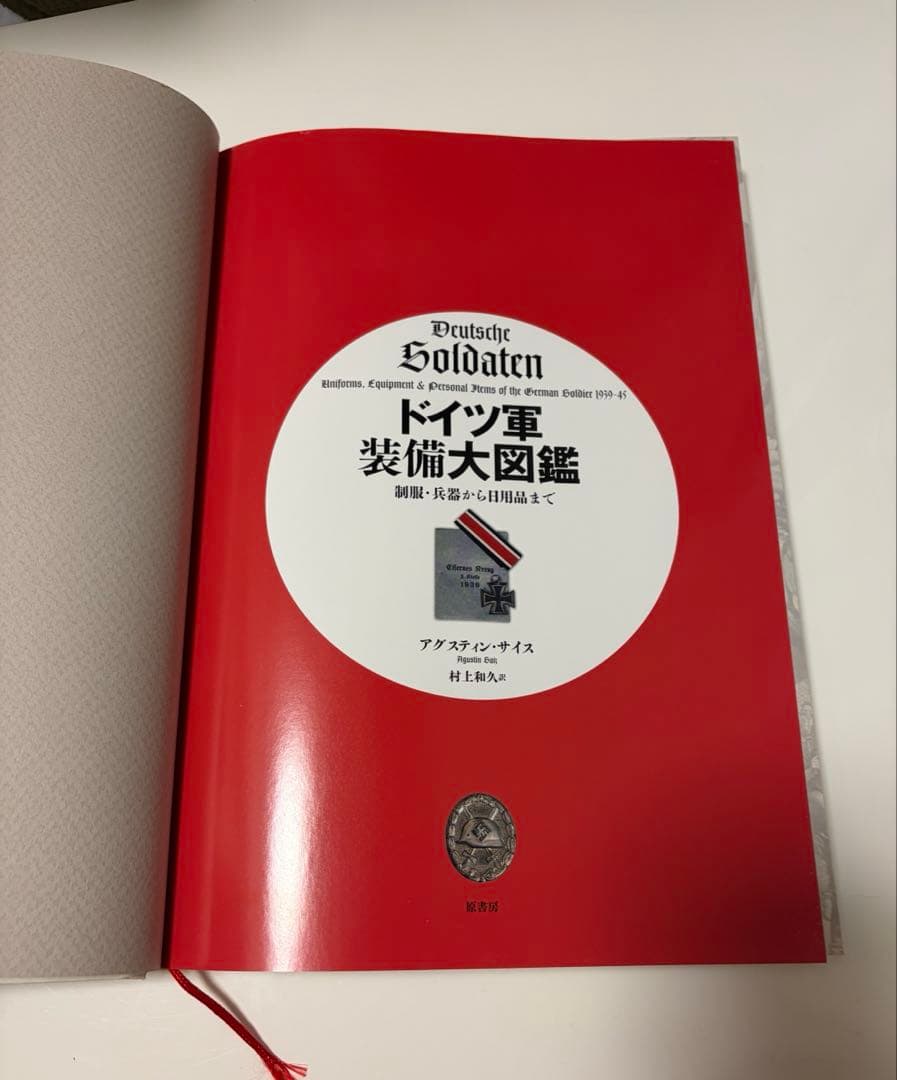 Deutsche
Soldaten
Uniforms, Equipment & Personal Items of the German Soldier 1939-45
ドイツ軍
装備大図鑑
制服・兵器から日用品まで
Eisernes Kreuz
2. Klasse
1939
アグスティン・サイス
Agustín Sáiz
村上和久 訳
原書房